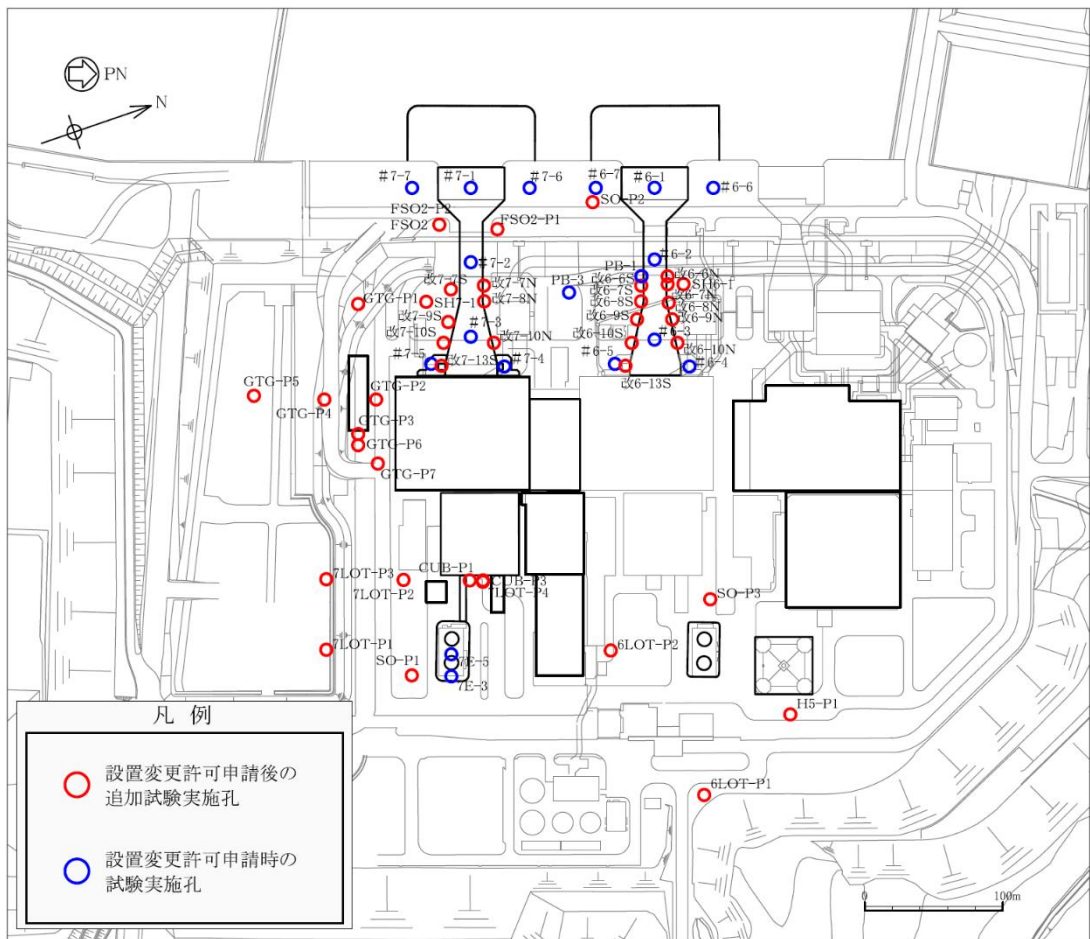 PN
N
#7-7
#7-1
#7-6
#6-7
#6-1
#6-6
SO-P2
FSO2-P2
FSO2
FSO2-P1
#7-2
#6-2
PB-1
改6-6N
PB-3
改6-6S
改7-7S
改7-7N
改6-7S
SH6-1
GTG-P1
SH7-1
改7-8N
改6-8S
改6-7N
改6-8N
改7-9S
改6-9S
改6-9N
#7-3
改7-10S
改7-10N
改6-10S
#6-3
改6-10N
#7-5
改7-13S
#7-4
#6-5
#6-4
改6-13S
GTG-P5
GTG-P4
GTG-P2
GTG-P3
GTG-P6
GTG-P7
7LOT-P3
7LOT-P2
CUB-P1
CUB-P3
7LOT-P4
SO-P3
7LOT-P1
SO-P1
7E-5
7E-3
6LOT-P2
H5-P1
6LOT-P1
凡 例
設置変更許可申請後の
追加試験実施孔
設置変更許可申請時の
試験実施孔
0
100m